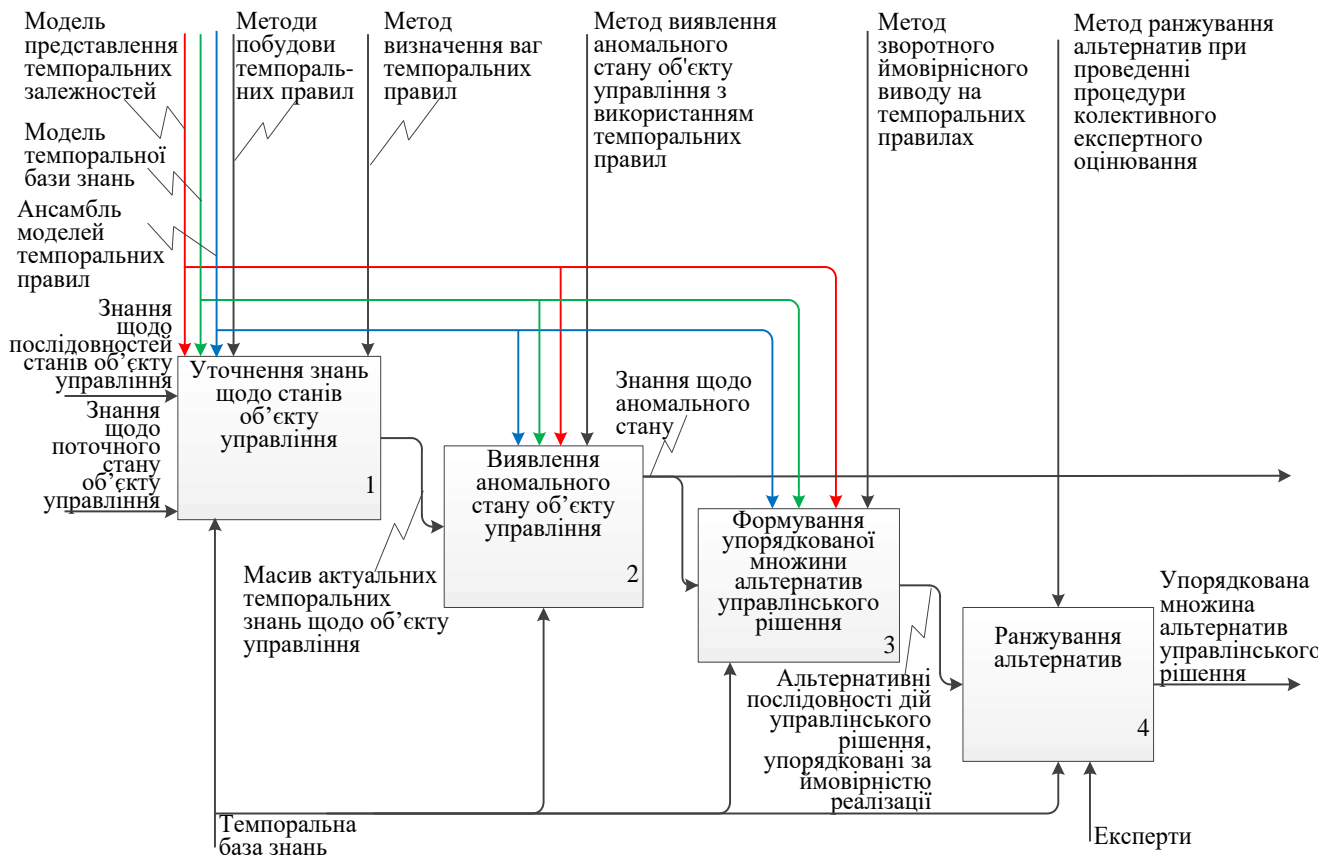 Модель
представлення
темпоральних
залежностей
Модель
темпоральної
бази знань
Ансамбль
моделей
темпоральних
правил
Методи
побудови
темпораль-
них правил
Метод
визначення ваг
темпоральних
правил
Метод виявлення
аномального
стану об'єкту
управління з
використанням
темпоральних
правил
Метод
зворотного
ймовірнісного
виводу на
темпоральних
правилах
Метод ранжування
альтернатив при
проведенні
процедури
колективного
експертного
оцінювання
Знання
щодо
послідовностей
станів об’єкту
управління
Знання
щодо
поточного
стану
об’єкту
управління
Уточнення знань
щодо станів
об’єкту
управління
1
Масив актуальних
темпоральних
знань щодо об’єкту
управління
Виявлення
аномального
стану об’єкту
управління
2
Знання щодо
аномального
стану
Формування
упорядкованої
множини
альтернатив
управлінського
рішення
3
Альтернативні
послідовності дій
управлінського
рішення,
упорядковані за
ймовірністю
реалізації
Ранжування
альтернатив
4
Упорядкована
множина
альтернатив
управлінського
рішення
Темпоральна
база знань
Експерти